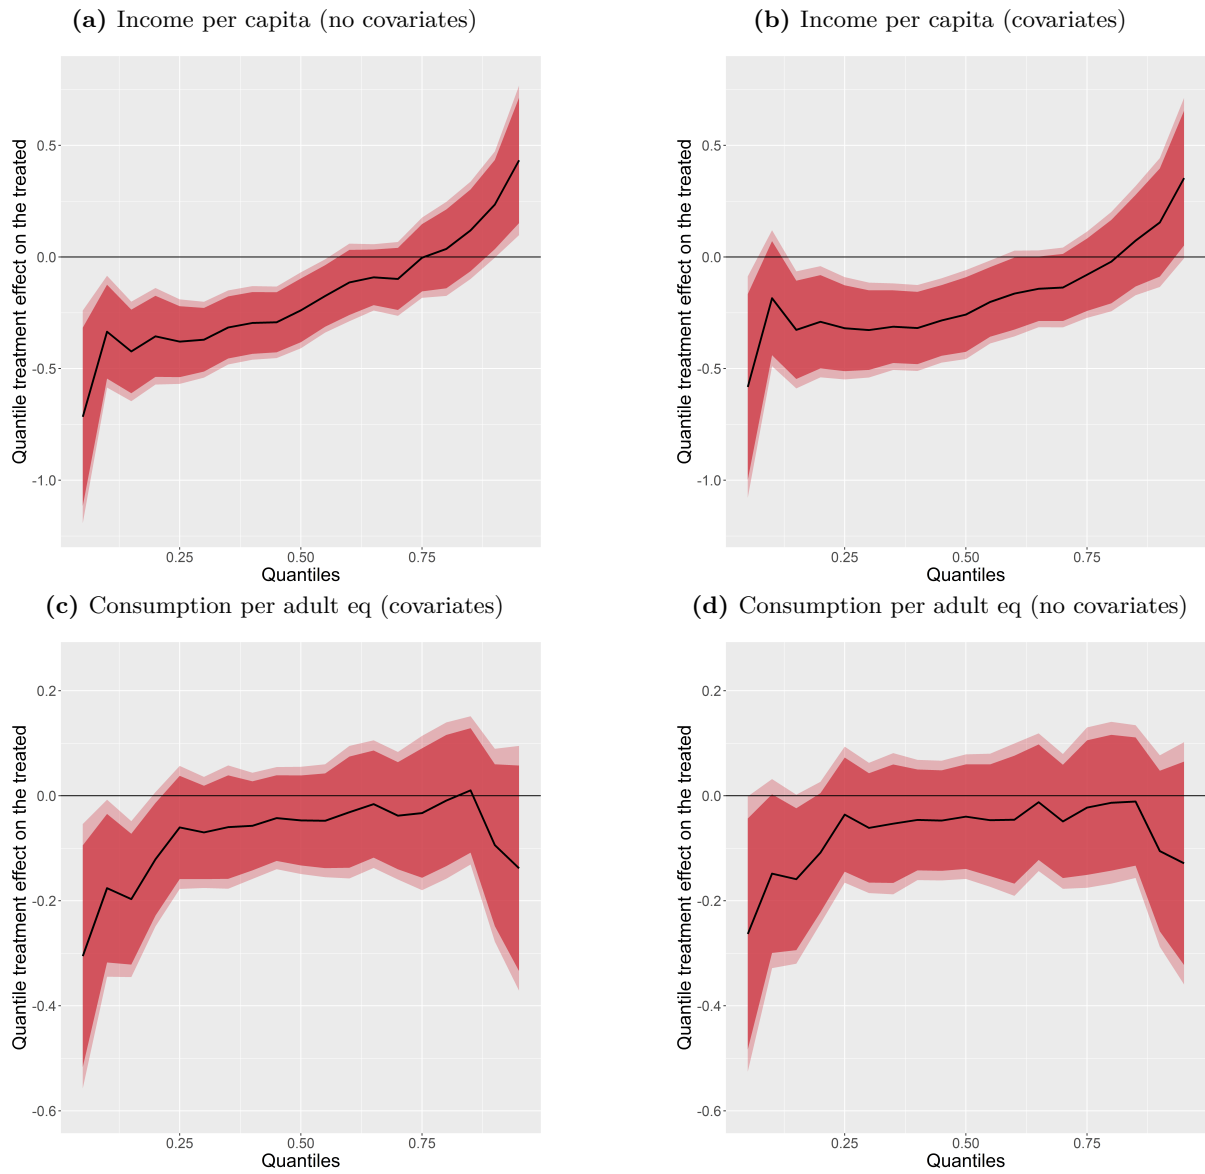 (a) Income per capita (no covariates)
Quantile treatment effect on the treated
0.5
0.0
-0.5
-1.0
0.25
0.50
0.75
Quantiles
(b) Income per capita (covariates)
Quantile treatment effect on the treated
0.5
0.0
-0.5
-1.0
0.25
0.50
0.75
Quantiles
(c) Consumption per adult eq (covariates)
Quantile treatment effect on the treated
0.2
0.0
-0.2
-0.4
-0.6
0.25
0.50
0.75
Quantiles
(d) Consumption per adult eq (no covariates)
Quantile treatment effect on the treated
0.2
0.0
-0.2
-0.4
-0.6
0.25
0.50
0.75
Quantiles